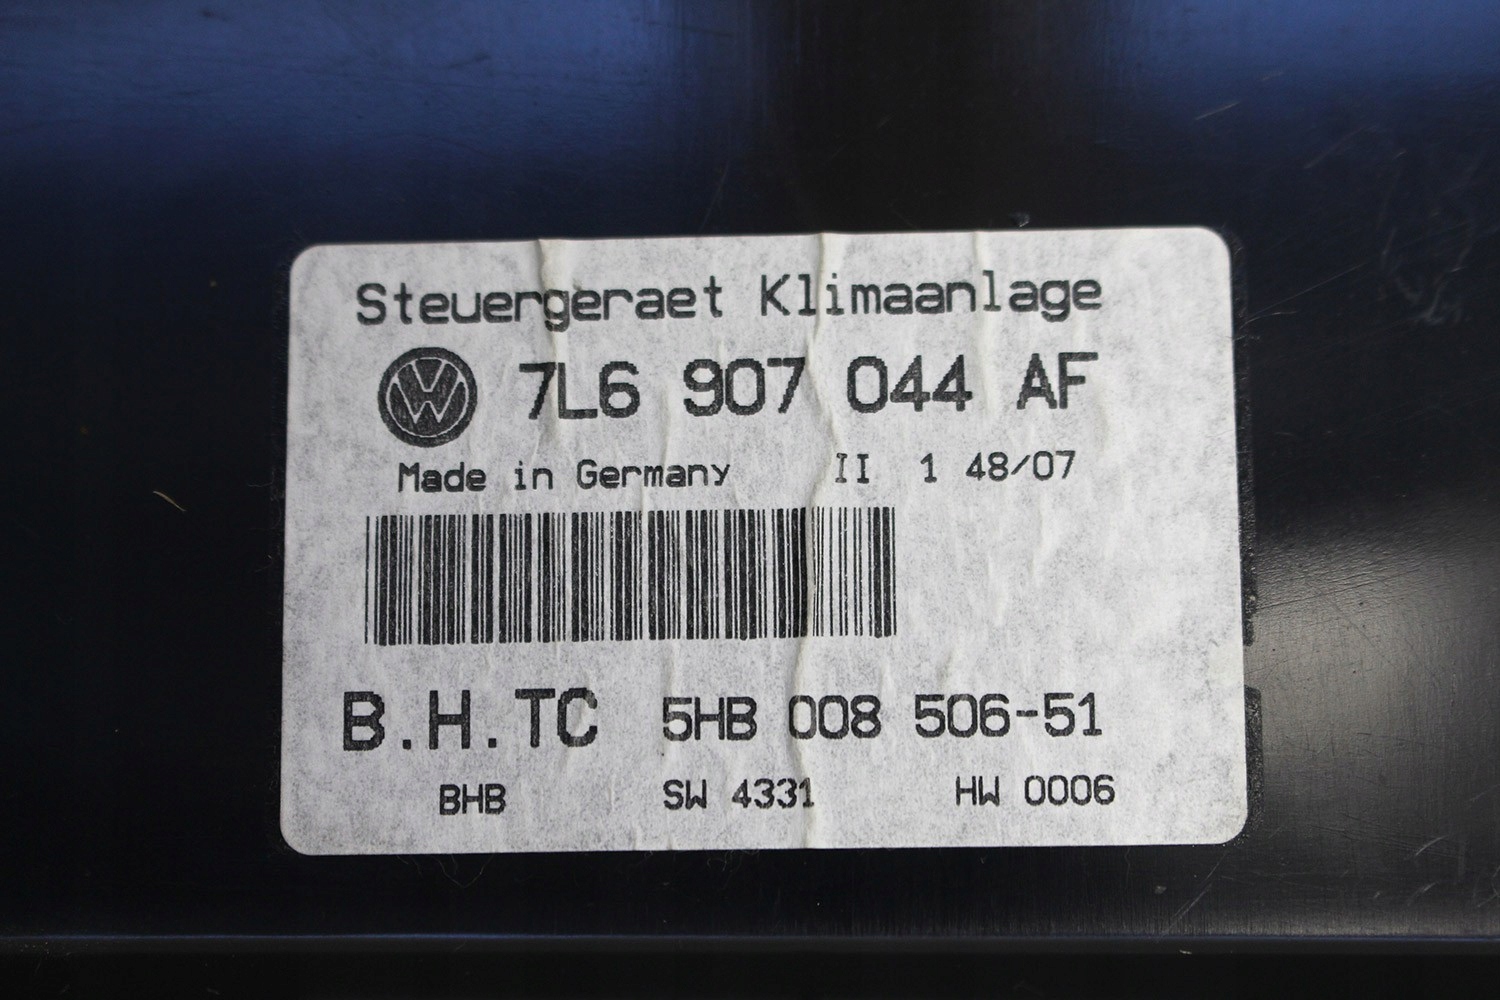 Steuergeraet Klimaanlage
VW 7L6 907 044 AF
Made in Germany II 1 48/07
B.H.TC 5HB 008 506-51
BHB SW 4331 HW 0006